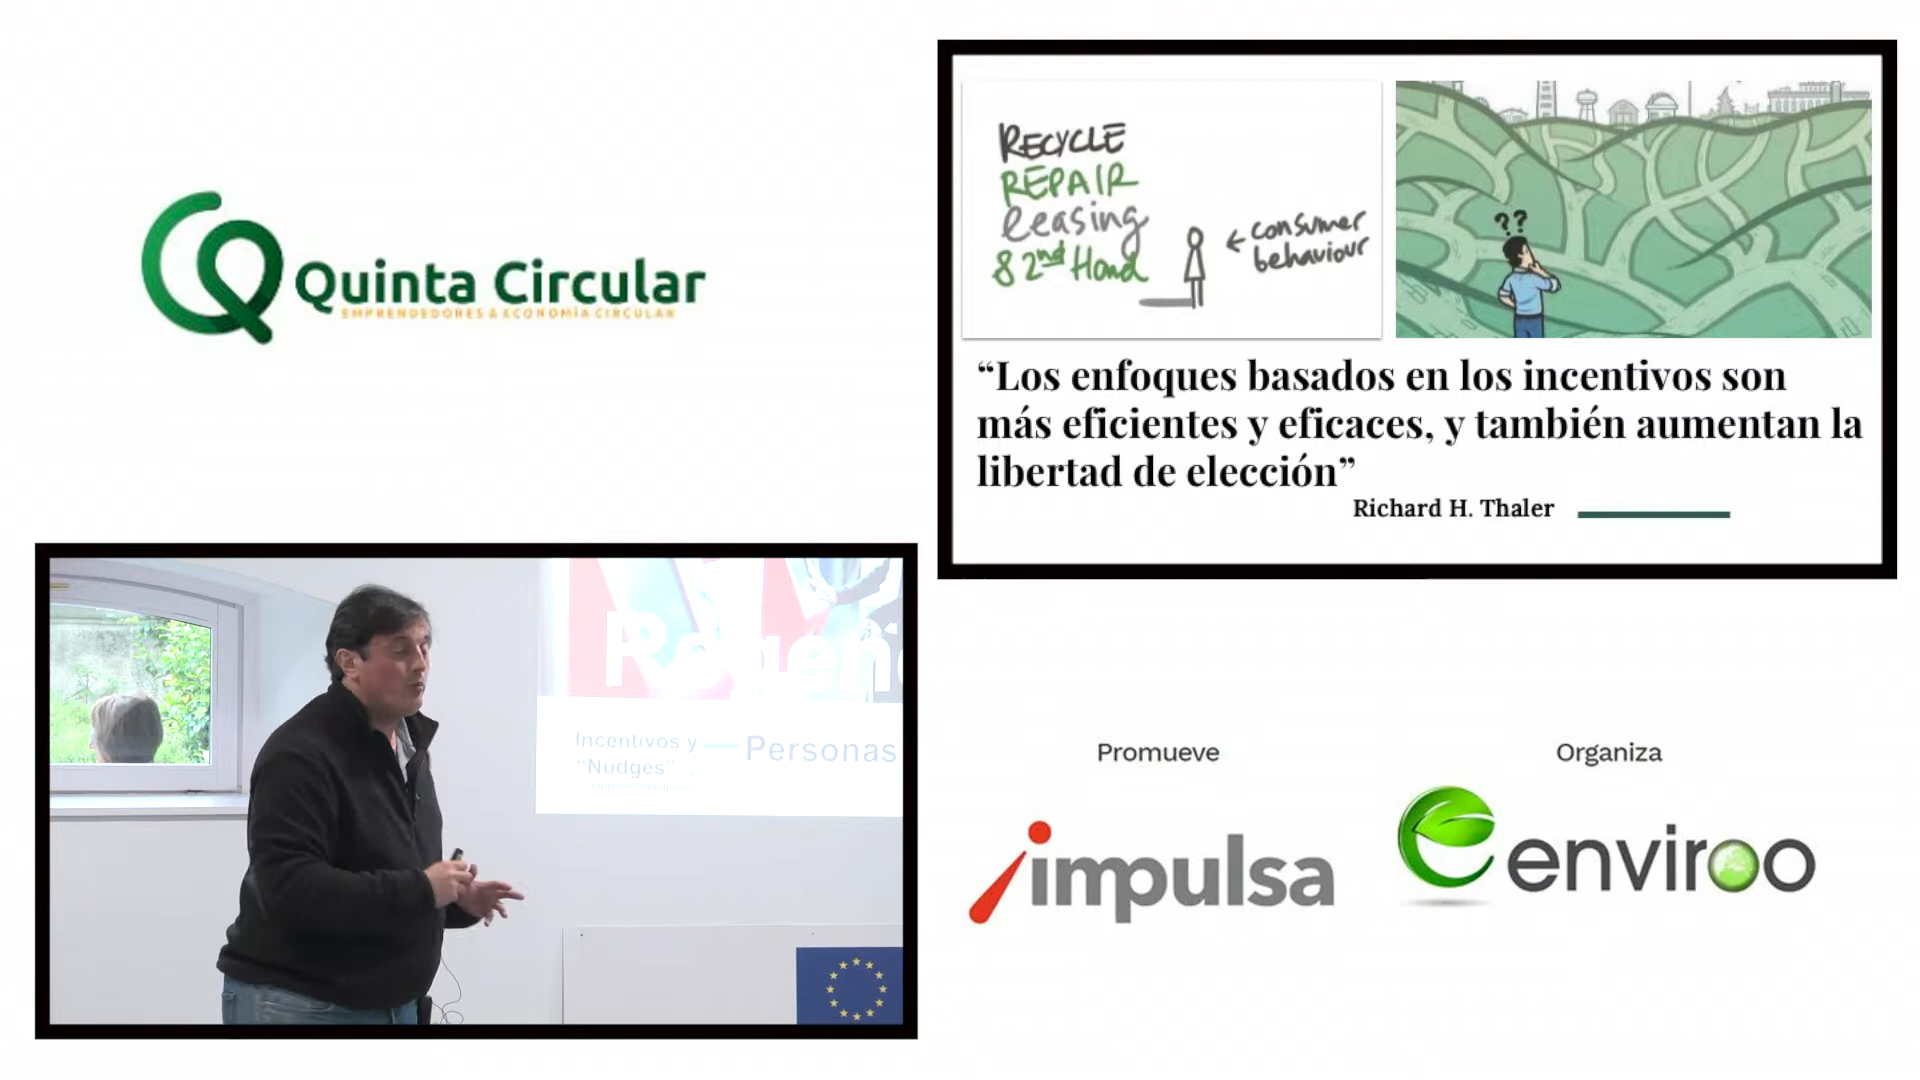 Quinta Circular
EMPRENDEDORES & ECONOMÍA CIRCULAR
RECYCLE
REPAIR
leasing
& 2nd Hand
← consumer
behaviour
??
“Los enfoques basados en los incentivos son
más eficientes y eficaces, y también aumentan la
libertad de elección”
Richard H. Thaler
Incentivos y
“Nudges”
Personas
Promueve
impulsa
Organiza
enviroo